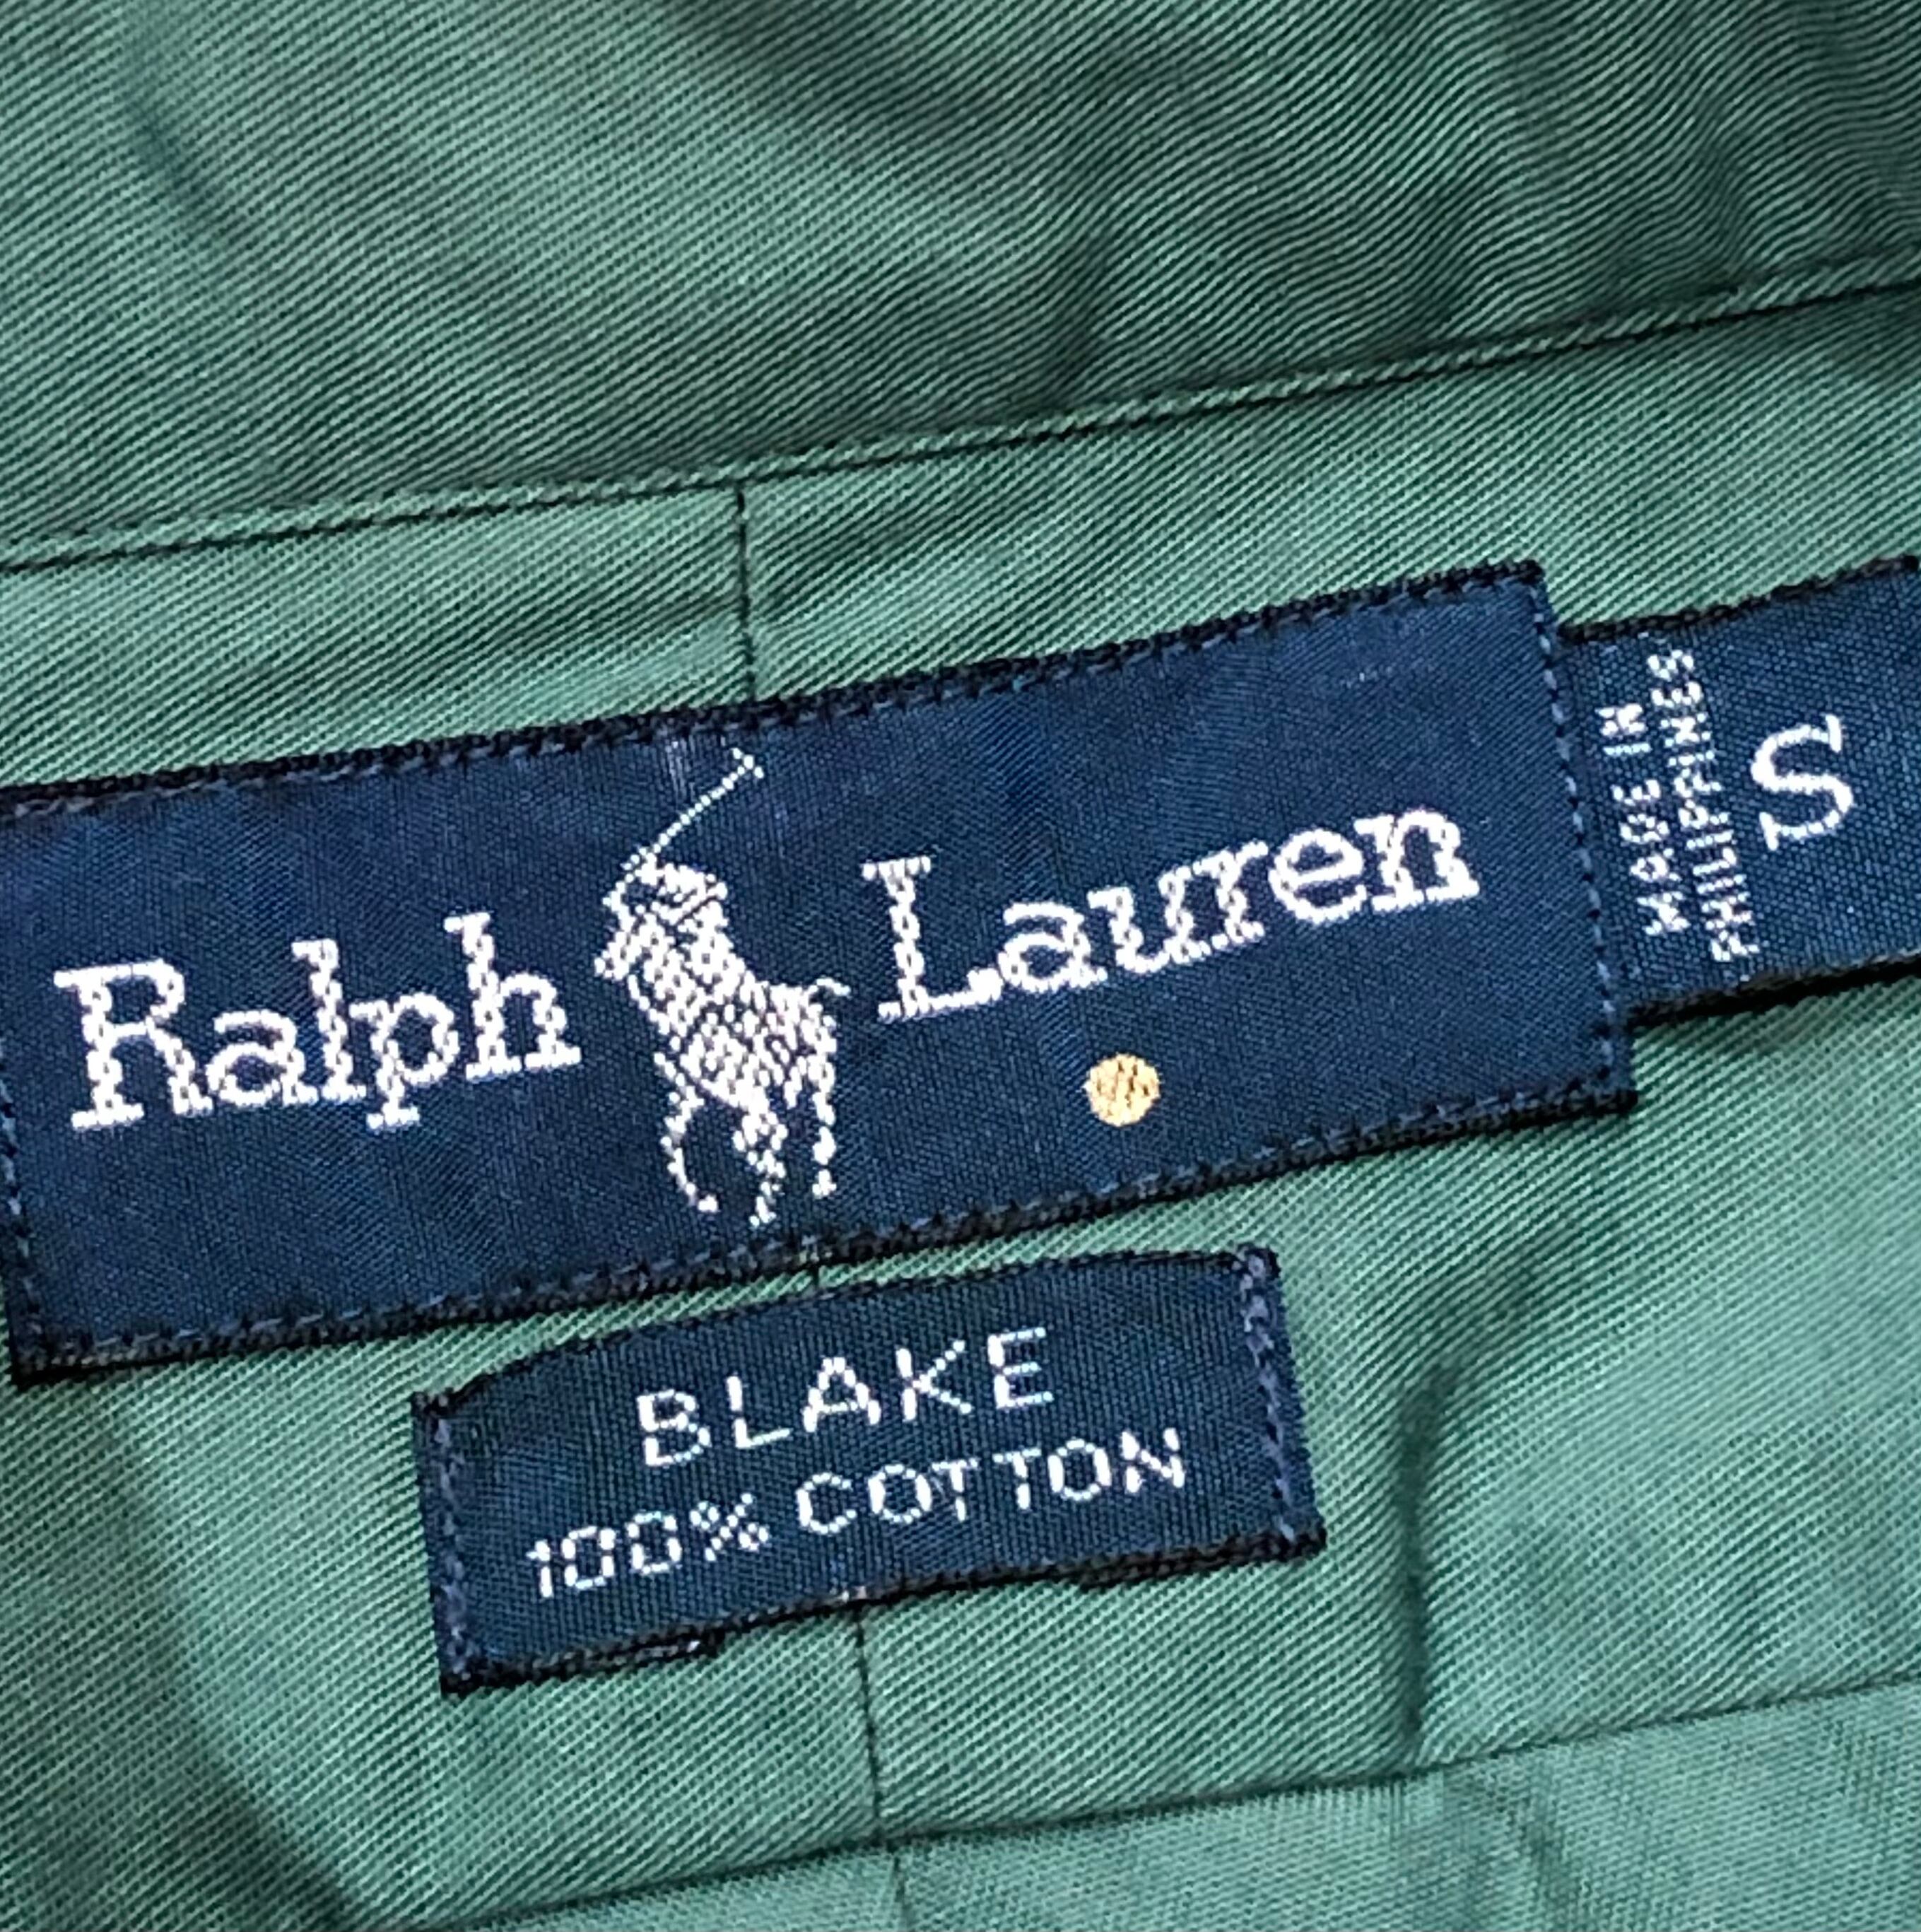 Ralph Lauren
MADE IN
PHILIPPINES
S
BLAKE
100% COTTON